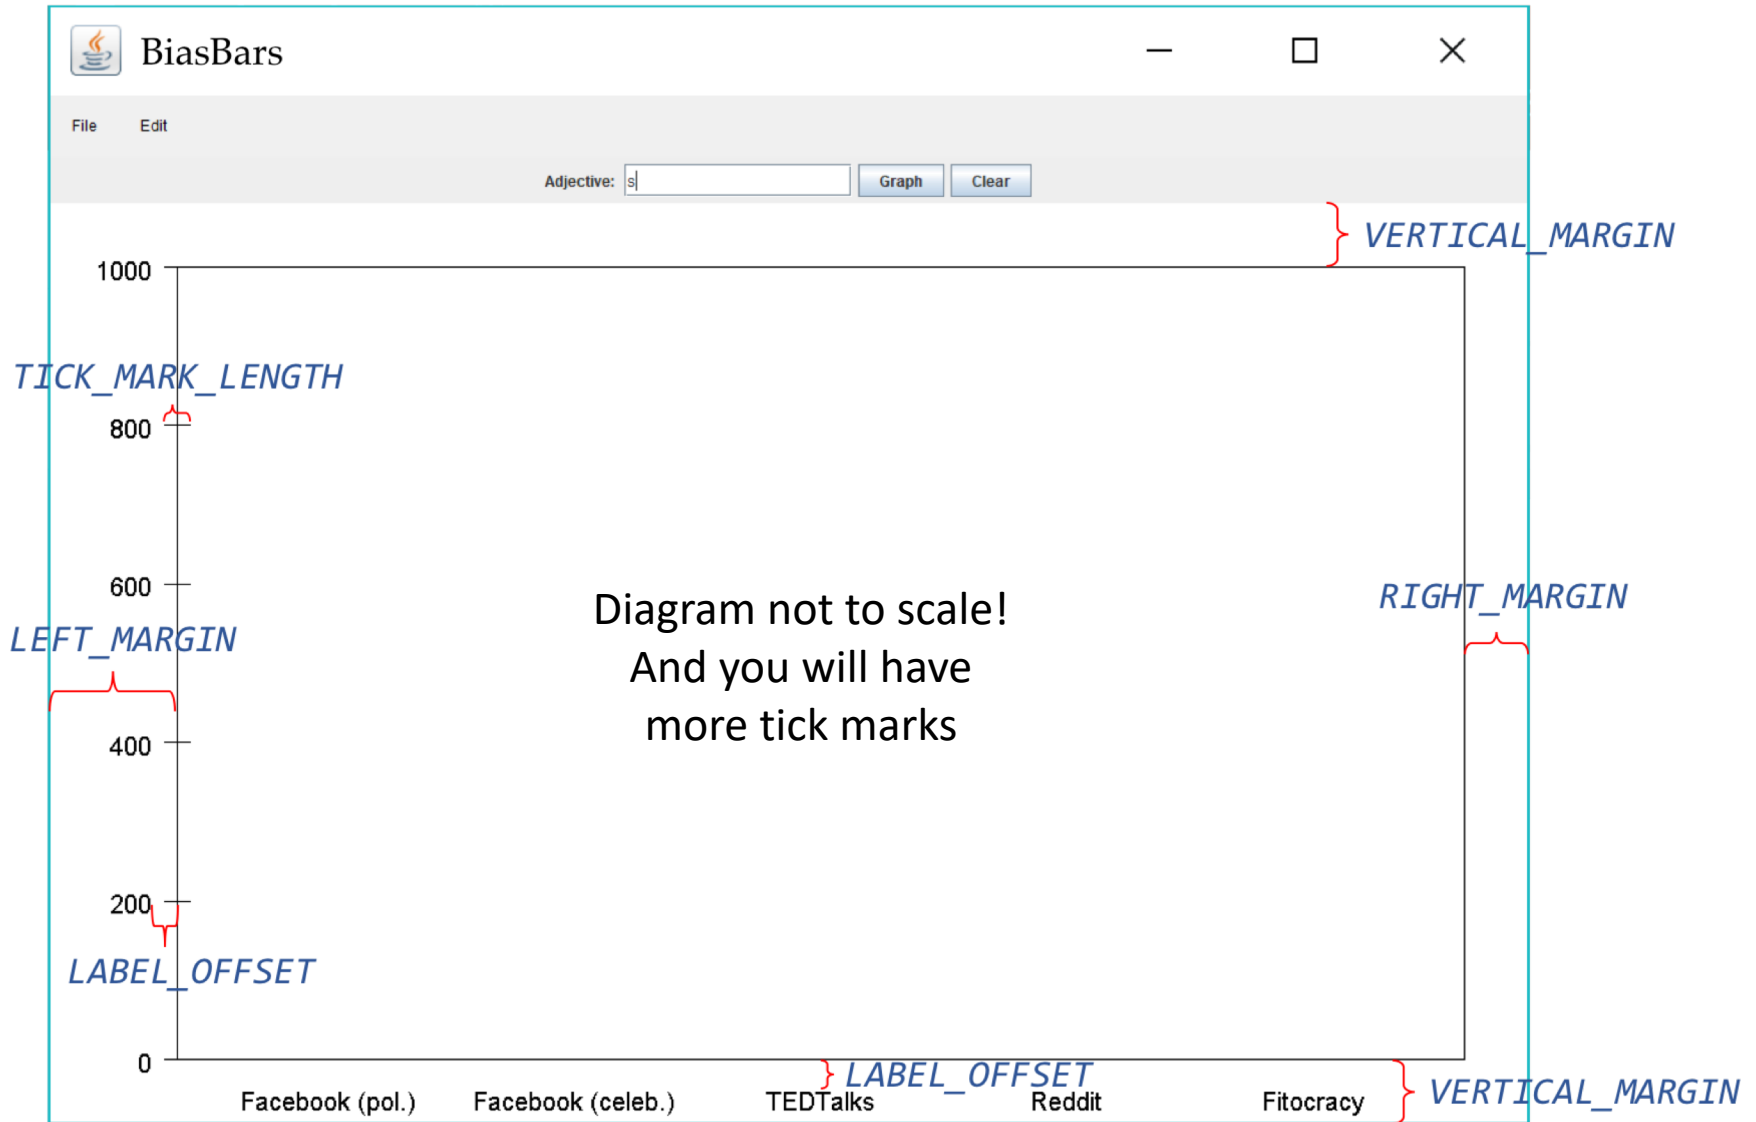 BiasBars
File Edit
Adjective: s Graph Clear
VERTICAL_MARGIN
1000
TICK_MARK_LENGTH
800
600
Diagram not to scale!
And you will have
more tick marks
RIGHT_MARGIN
LEFT_MARGIN
400
200
LABEL_OFFSET
0
LABEL_OFFSET
VERTICAL_MARGIN
Facebook (pol.) Facebook (celeb.) TEDTalks Reddit Fitocracy